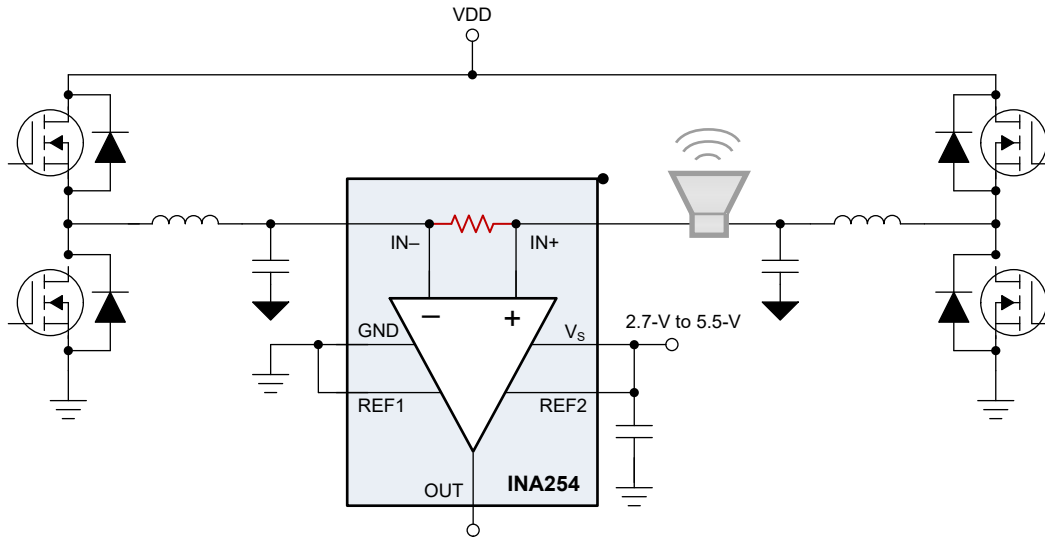 VDD
IN–
IN+
–
+
GND
VS
2.7-V to 5.5-V
REF1
REF2
OUT
INA254